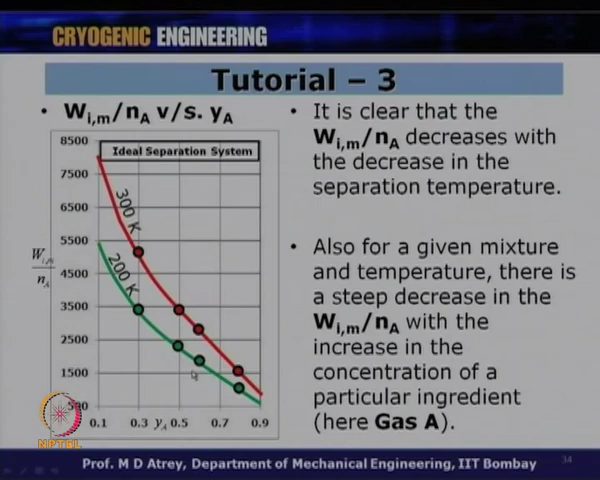 CRYOGENIC ENGINEERING
Tutorial – 3
• Wi,m/nA v/s. yA
8500
7500
6500
5500
4500
3500
2500
1500
500
Wi,m
nA
Ideal Separation System
300 K
200 K
0.1 0.3 yA 0.5 0.7 0.9
• It is clear that the
Wi,m/nA decreases with
the decrease in the
separation temperature.
• Also for a given mixture
and temperature, there is
a steep decrease in the
Wi,m/nA with the
increase in the
concentration of a
particular ingredient
(here Gas A).
NPTEL
Prof. M D Atrey, Department of Mechanical Engineering, IIT Bombay
34